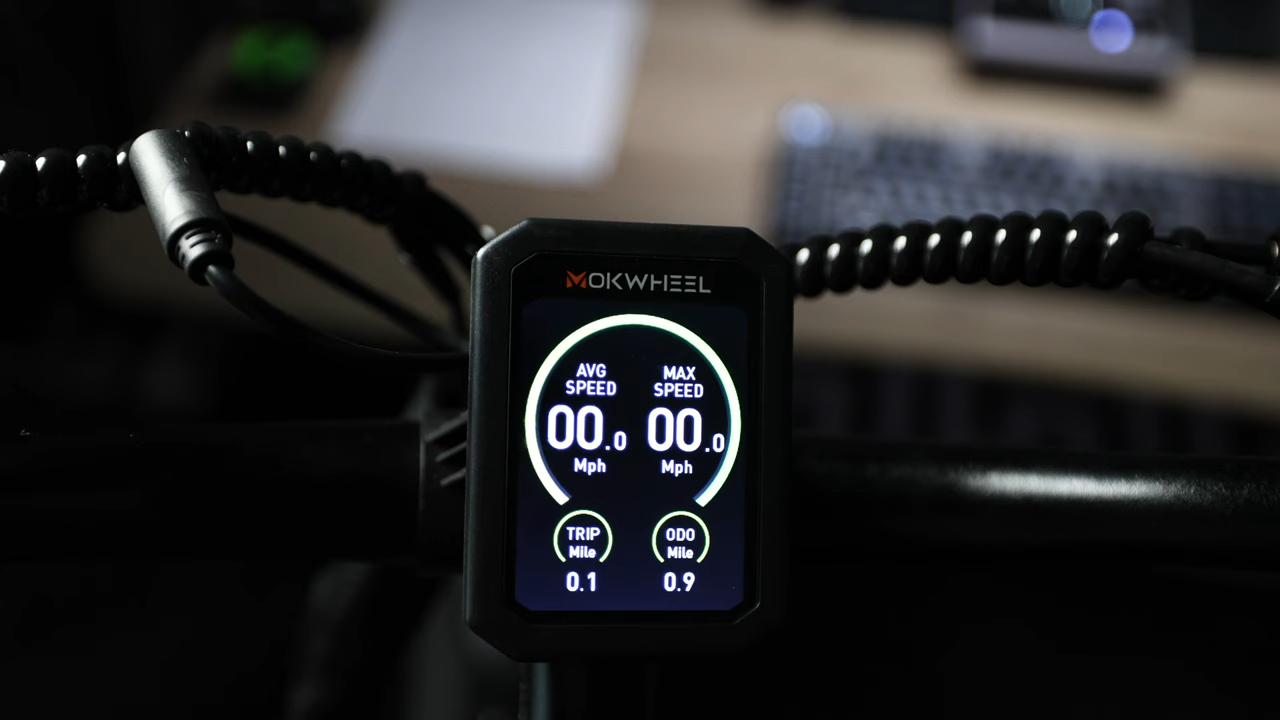 MOKWHEEL
AVG
SPEED
00.0
Mph
MAX
SPEED
00.0
Mph
TRIP
Mile
0.1
ODO
Mile
0.9